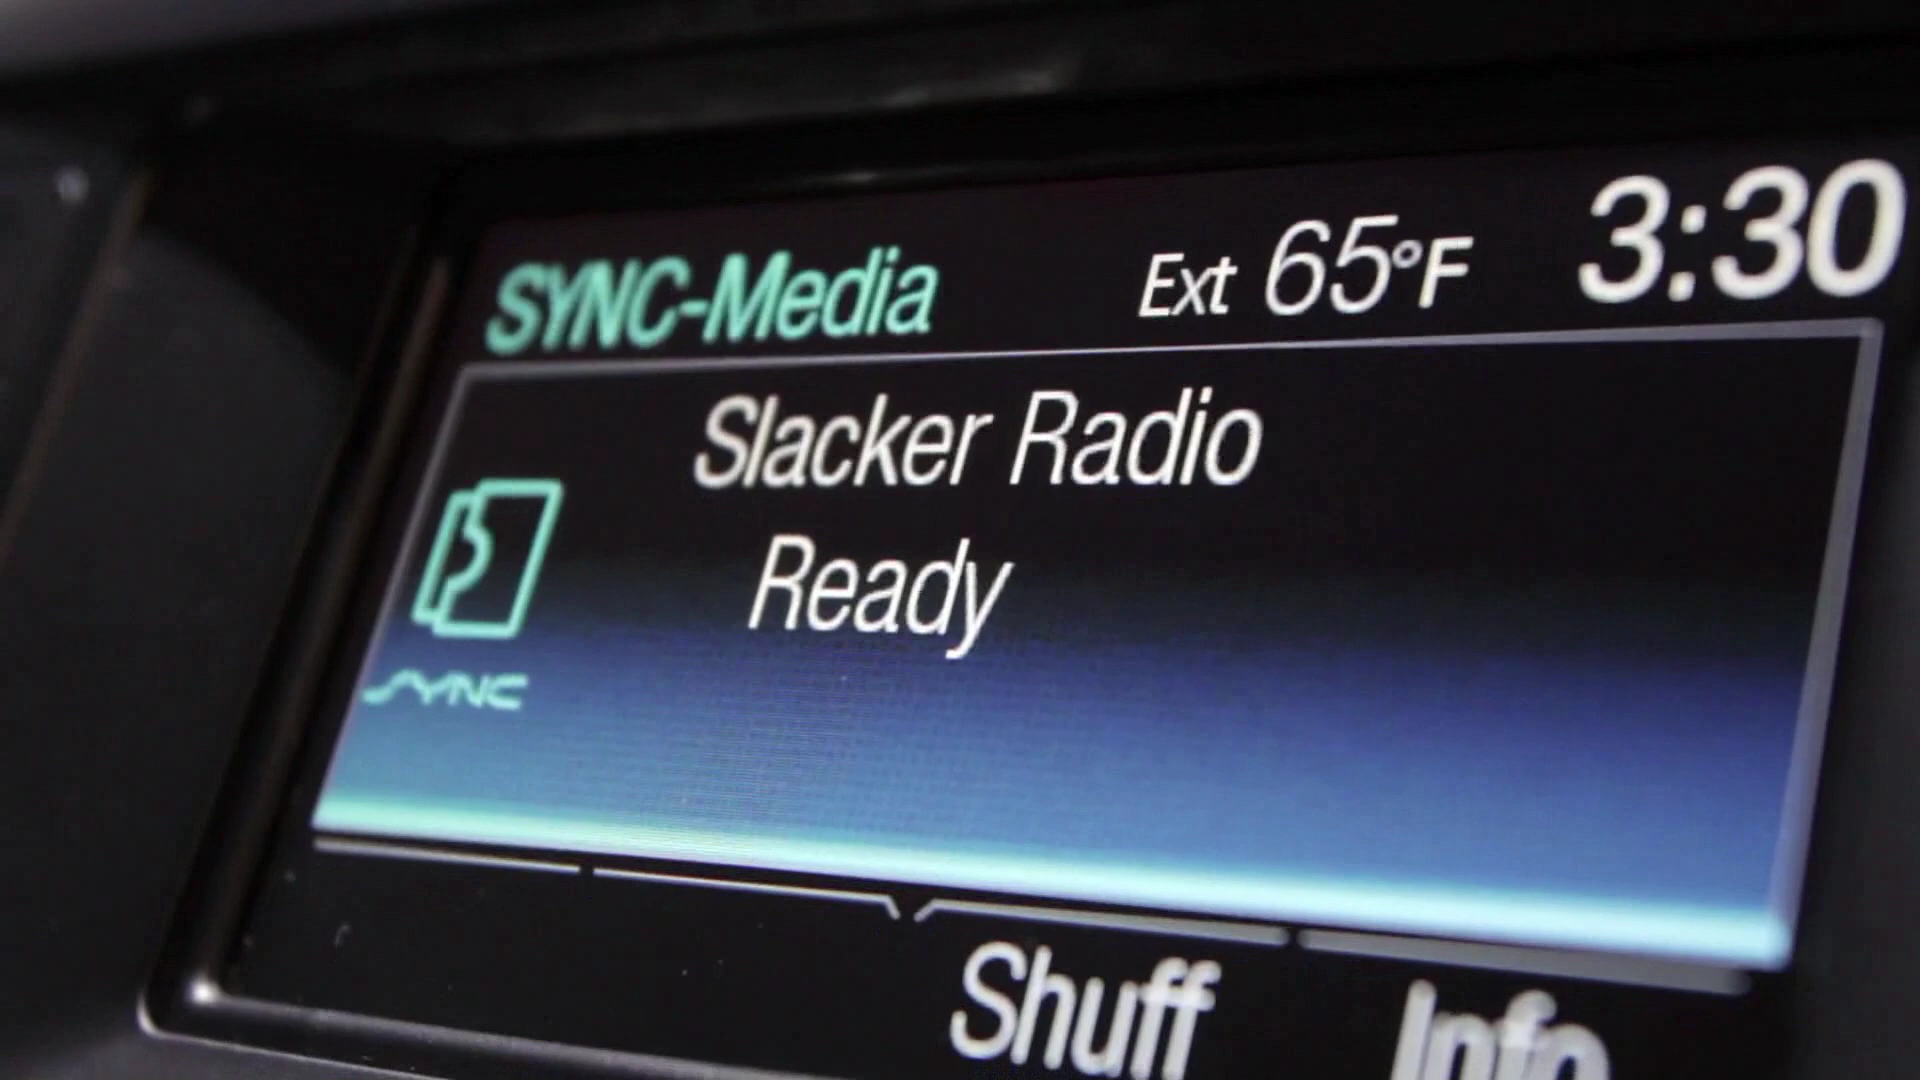 SYNC-Media Ext 65°F 3:30
Slacker Radio
Ready
SYNC
Shuff Info